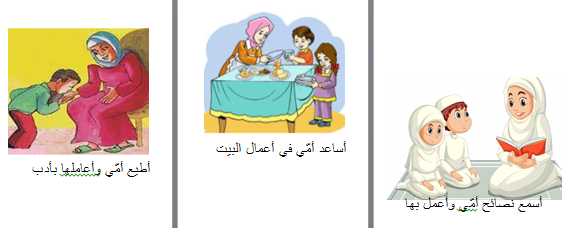 أسمع نصائح أمّي وأعمل بها
أساعد أمّي في أعمال البيت
أطيع أمّي وأعاملها بأدب